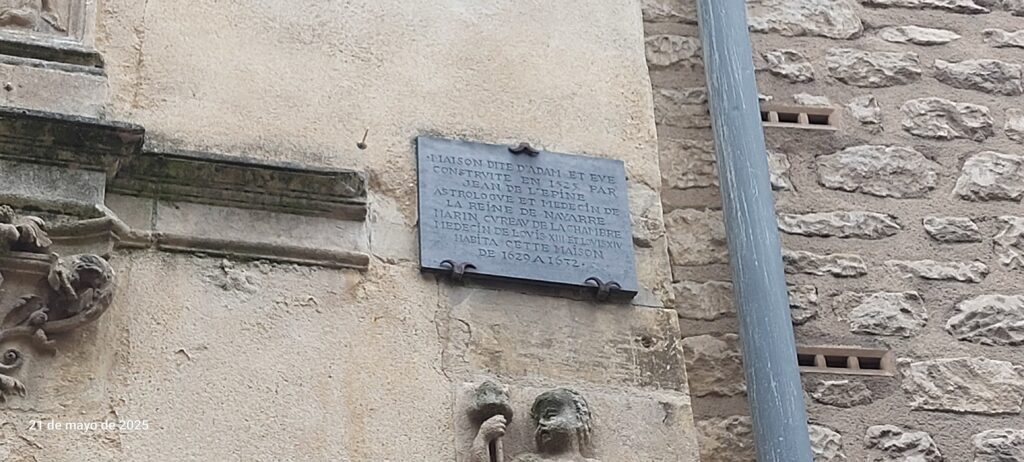 ·MAISON DITE D'ADAM ET EVE
CONSTRVITE EN 1525 PAR
JEAN DE L'EPINE
ASTROLOGVE ET MEDECIN DE
LA REINE DE NAVARRE
MARIN CVREAV DE LA CHAMBRE
MEDECIN DE LOVIS XIII ET LOVIS XIV
HABITA CETTE MAISON
DE 1629 A 1632.
21 de mayo de 2025